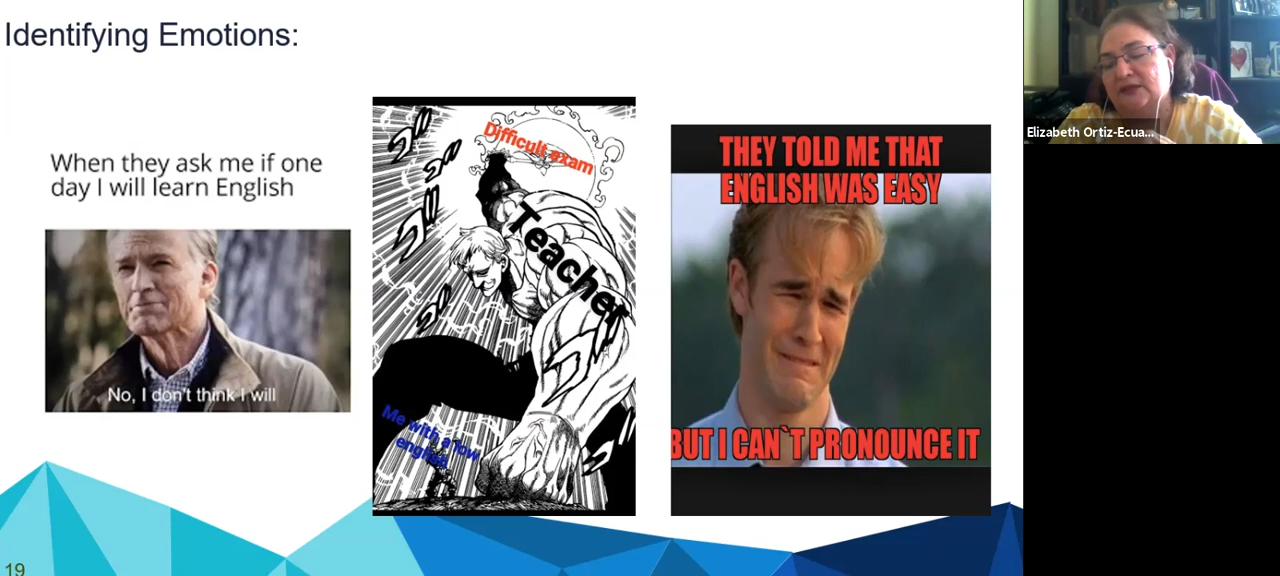 Identifying Emotions:
When they ask me if one
day I will learn English
No, I don't think I will
Difficult exam
Teacher
Me with a low
english
THEY TOLD ME THAT
ENGLISH WAS EASY
BUT I CAN`T PRONOUNCE IT
Elizabeth Ortiz-Ecua...
19